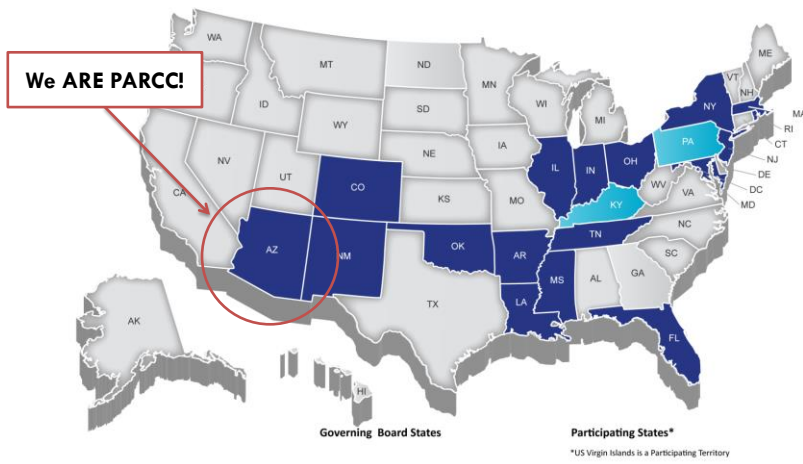 We ARE PARCC!
WA
MT
ND
MN
ME
VT
NH
ID
SD
WI
MI
NY
MA
RI
CT
WY
NV
UT
NE
IA
PA
NJ
DE
DC
MD
CA
CO
KS
MO
IL
IN
OH
WV
VA
KY
NC
AZ
NM
OK
AR
TN
SC
TX
LA
MS
AL
GA
FL
AK
HI
Governing Board States
Participating States*
*US Virgin Islands is a Participating Territory